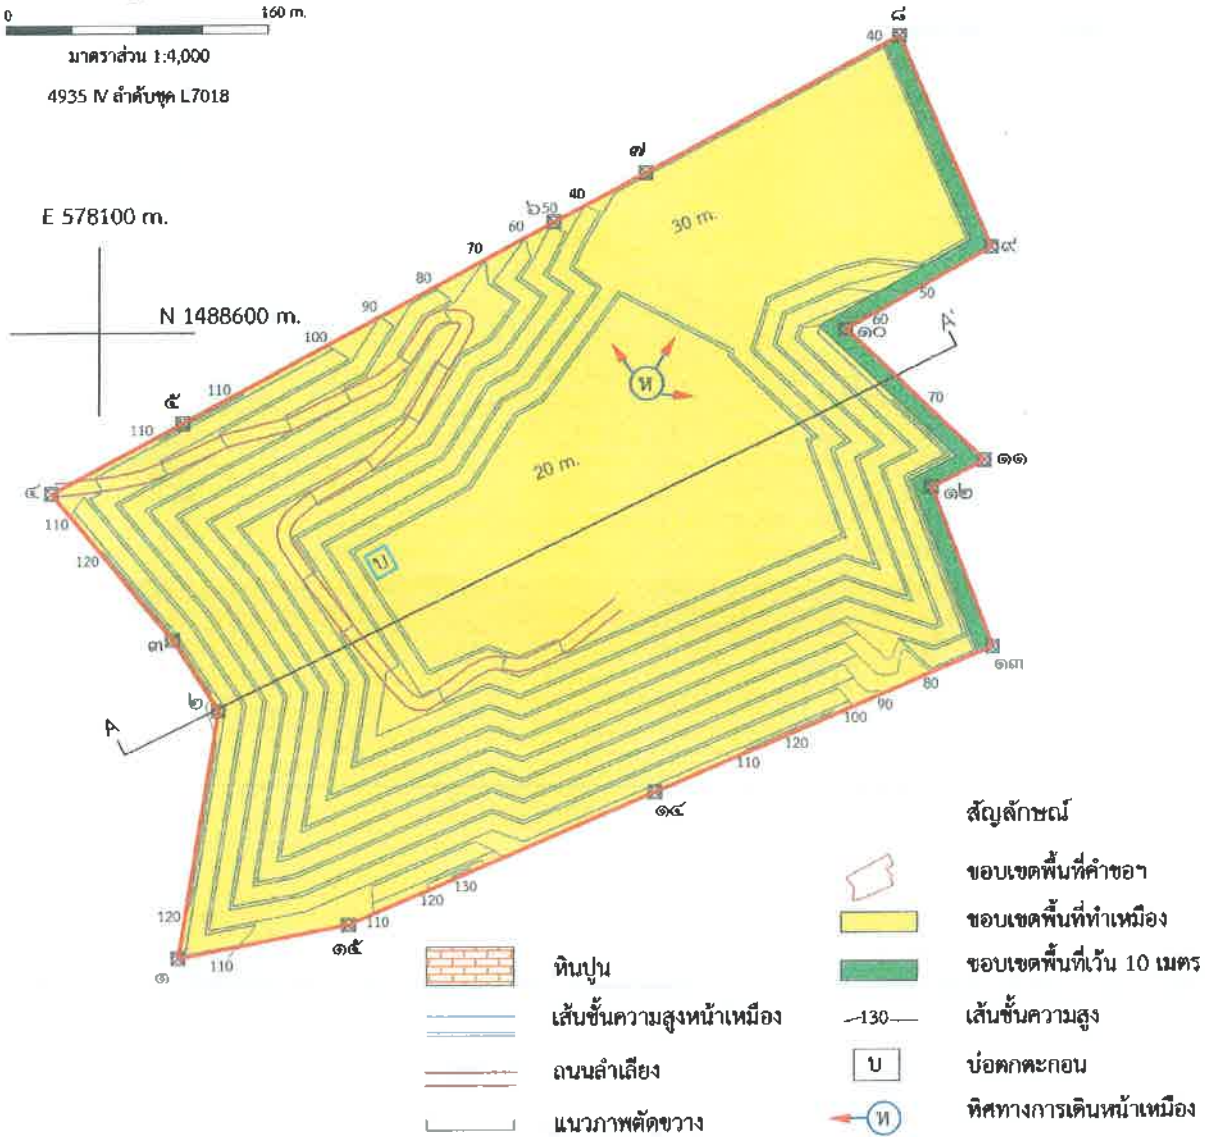 0 160 m.
มาตราส่วน 1:4,000
4935 IV ลำดับชุด L7018
E 578100 m.
N 1488600 m.
๘
40
๗
40
๖
50
60
70
80
90
100
110
๕
110
๔
110
120
๓
๒
A
120
๑
110
๑๕
110
120
130
๑๔
110
120
100
90
80
๑๓
๑๒
๑๑
70
๑๐
60
50
๙
A'
30 m.
20 m.
ท
บ
สัญลักษณ์
ขอบเขตพื้นที่คำขอฯ
ขอบเขตพื้นที่ทำเหมือง
ขอบเขตพื้นที่เว้น 10 เมตร
130 เส้นชั้นความสูง
บ บ่อตกตะกอน
ท ทิศทางการเดินหน้าเหมือง
หินปูน
เส้นชั้นความสูงหน้าเหมือง
ถนนลำเลียง
แนวภาพตัดขวาง